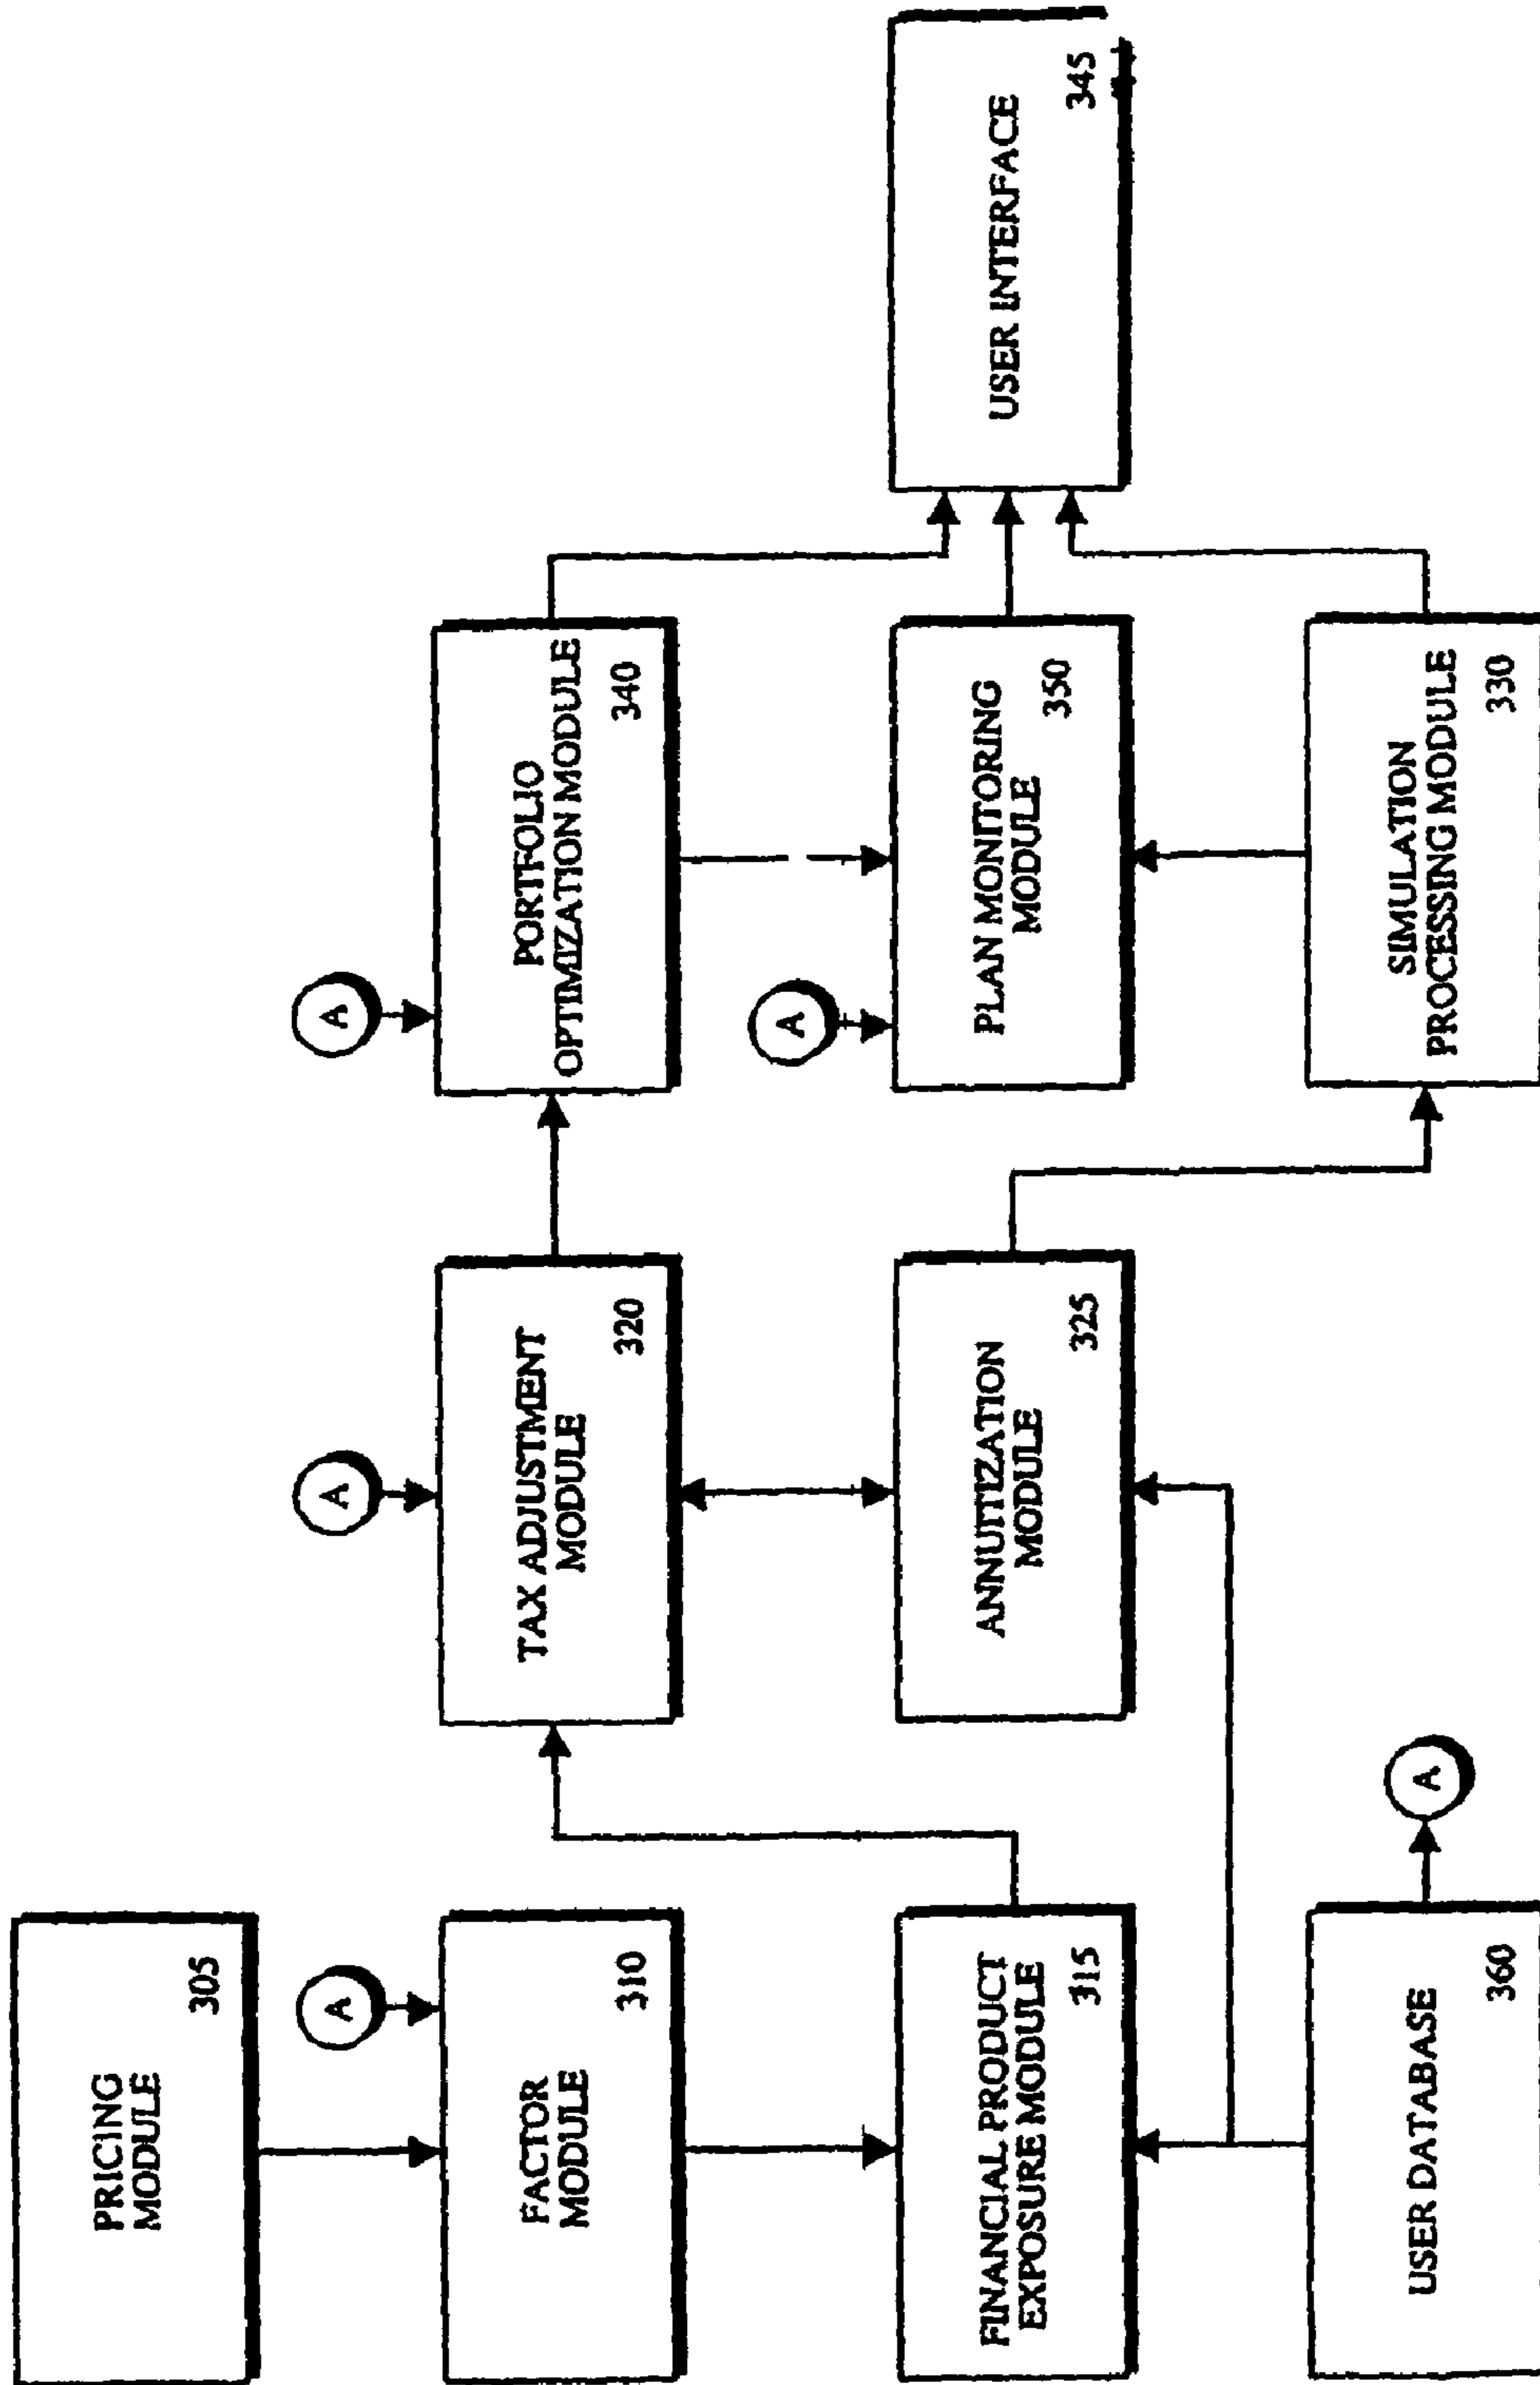 PRICING
MODULE
305
A
FACTOR
MODULE
310
FINANCIAL PRODUCT
EXPOSURE MODULE
315
USER DATABASE
360
A
A
TAX ADJUSTMENT
MODULE
320
ANNUTIZATION
MODULE
325
A
PORTFOLIO
OPTIMIZATION MODULE
340
A
PLAN MONITORING
MODULE
350
SIMULATION
PROCESSING MODULE
330
USER INTERFACE
345